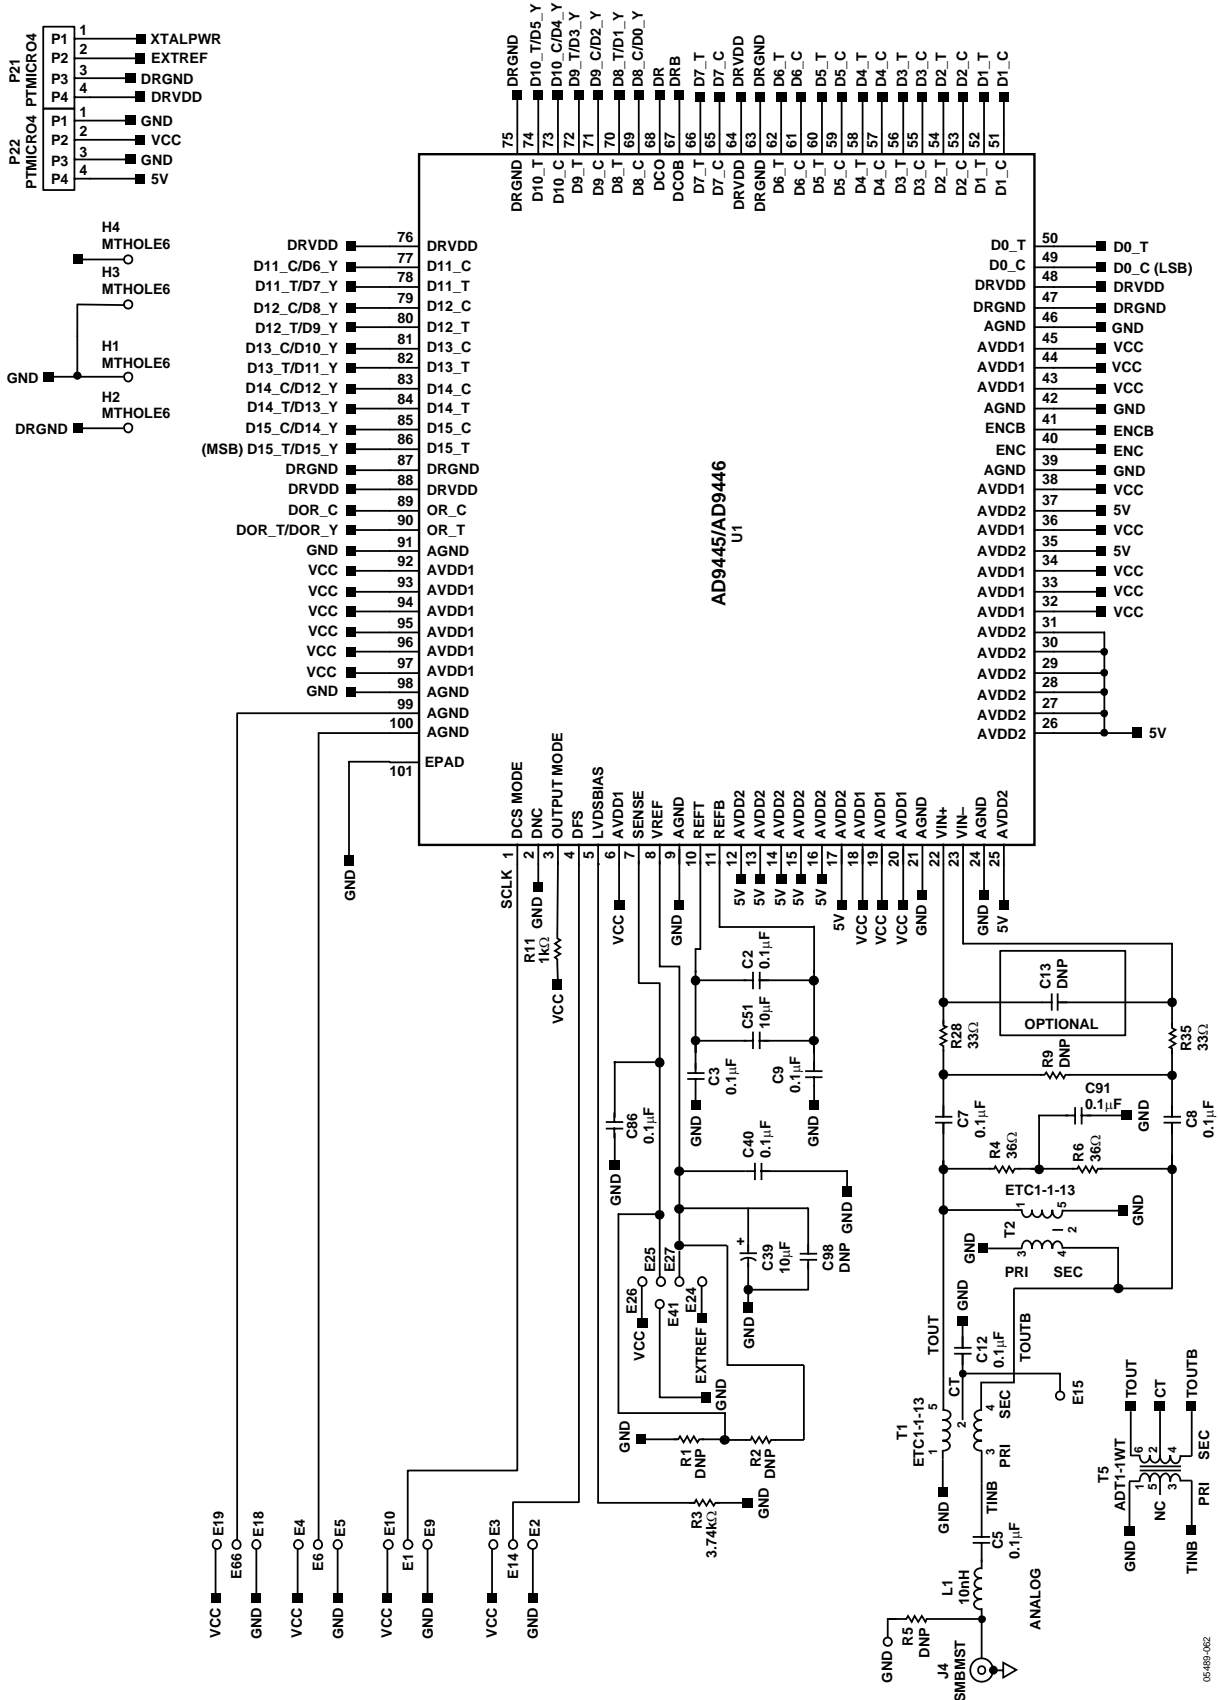 P21
PTMICRO4
P1 1 XTALPWR
P2 2 EXTREF
P3 3 DRGND
P4 4 DRVDD
P22
PTMICRO4
P1 1 GND
P2 2 VCC
P3 3 GND
P4 4 5V
H4
MTHOLE6
H3
MTHOLE6
H1
MTHOLE6
GND
H2
MTHOLE6
DRGND
DRGND 75 DRGND
D10_T/D5_Y 74 D10_T
D10_C/D4_Y 73 D10_C
D9_T/D3_Y 72 D9_T
D9_C/D2_Y 71 D9_C
D8_T/D1_Y 70 D8_T
D8_C/D0_Y 69 D8_C
DR 68 DCO
DRB 67 DCOB
D7_T 66 D7_T
D7_C 65 D7_C
DRVDD 64 DRVDD
DRGND 63 DRGND
D6_T 62 D6_T
D6_C 61 D6_C
D5_T 60 D5_T
D5_C 59 D5_C
D4_T 58 D4_T
D4_C 57 D4_C
D3_T 56 D3_T
D3_C 55 D3_C
D2_T 54 D2_T
D2_C 53 D2_C
D1_T 52 D1_T
D1_C 51 D1_C
DRVDD 76 DRVDD
D11_C/D6_Y 77 D11_C
D11_T/D7_Y 78 D11_T
D12_C/D8_Y 79 D12_C
D12_T/D9_Y 80 D12_T
D13_C/D10_Y 81 D13_C
D13_T/D11_Y 82 D13_T
D14_C/D12_Y 83 D14_C
D14_T/D13_Y 84 D14_T
D15_C/D14_Y 85 D15_C
(MSB) D15_T/D15_Y 86 D15_T
DRGND 87 DRGND
DRVDD 88 DRVDD
DOR_C 89 OR_C
DOR_T/DOR_Y 90 OR_T
GND 91 AGND
VCC 92 AVDD1
VCC 93 AVDD1
VCC 94 AVDD1
VCC 95 AVDD1
VCC 96 AVDD1
VCC 97 AVDD1
GND 98 AGND
99 AGND
100 AGND
101 EPAD
GND
AD9445/AD9446
U1
D0_T 50 D0_T
D0_C 49 D0_C (LSB)
DRVDD 48 DRVDD
DRGND 47 DRGND
AGND 46 GND
AVDD1 45 VCC
AVDD1 44 VCC
AVDD1 43 VCC
AGND 42 GND
ENCB 41 ENCB
ENC 40 ENC
AGND 39 GND
AVDD1 38 VCC
AVDD2 37 5V
AVDD1 36 VCC
AVDD2 35 5V
AVDD1 34 VCC
AVDD1 33 VCC
AVDD1 32 VCC
AVDD2 31
AVDD2 30
AVDD2 29
AVDD2 28
AVDD2 27
AVDD2 26 5V
DCS MODE 1 SCLK
DNC 2 GND
OUTPUT MODE 3
DFS 4
LVDSBIAS 5
AVDD1 6 VCC
SENSE 7
VREF 8
AGND 9 GND
REFT 10
REFB 11
AVDD2 12 5V
AVDD2 13 5V
AVDD2 14 5V
AVDD2 15 5V
AVDD2 16 5V
AVDD2 17 5V
AVDD1 18 VCC
AVDD1 19 VCC
AVDD1 20 VCC
AGND 21 GND
VIN+ 22
VIN– 23
AGND 24 GND
AVDD2 25 5V
R11
1kΩ
VCC
C2
0.1µF
C51
10µF
C3
0.1µF
GND
C9
0.1µF
GND
C86
0.1µF
GND
C40
0.1µF
GND
+
C39
10µF
C98
DNP
GND
E25
E27
E26
E41
E24
VCC
EXTREF
GND
GND
R1
DNP
R2
DNP
R3
3.74kΩ
GND
C13
DNP
OPTIONAL
R28
33Ω
R35
33Ω
R9
DNP
C91
0.1µF
GND
C7
0.1µF
C8
0.1µF
R4
36Ω
R6
36Ω
ETC1-1-13
1
5
GND
T2
2
GND
3
4
PRI SEC
TOUT
GND
C12
0.1µF
TOUTB
CT
E15
T1
ETC1-1-13
5
1
2
4
3
SEC
PRI
GND
TINB
C5
0.1µF
L1
10nH
ANALOG
GND
R5
DNP
J4
SMBMST
TOUT
CT
TOUTB
6
2
4
SEC
T5
ADT1-1WT
1
5
3
PRI
GND
NC
TINB
E19
E66
E18
VCC
GND
E4
E6
E5
VCC
GND
E10
E1
E9
VCC
GND
E3
E14
E2
VCC
GND
05489-062